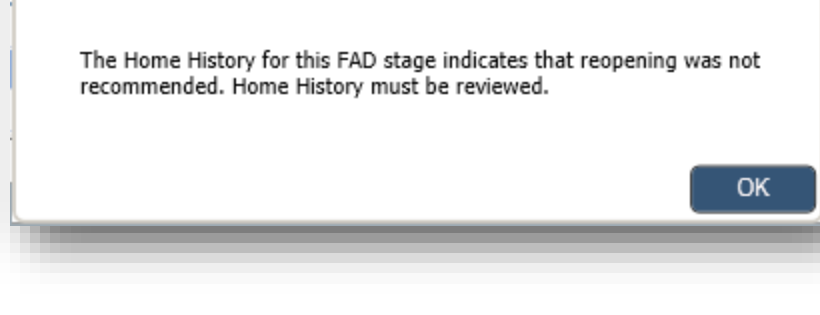 The Home History for this FAD stage indicates that reopening was not
recommended. Home History must be reviewed.
OK